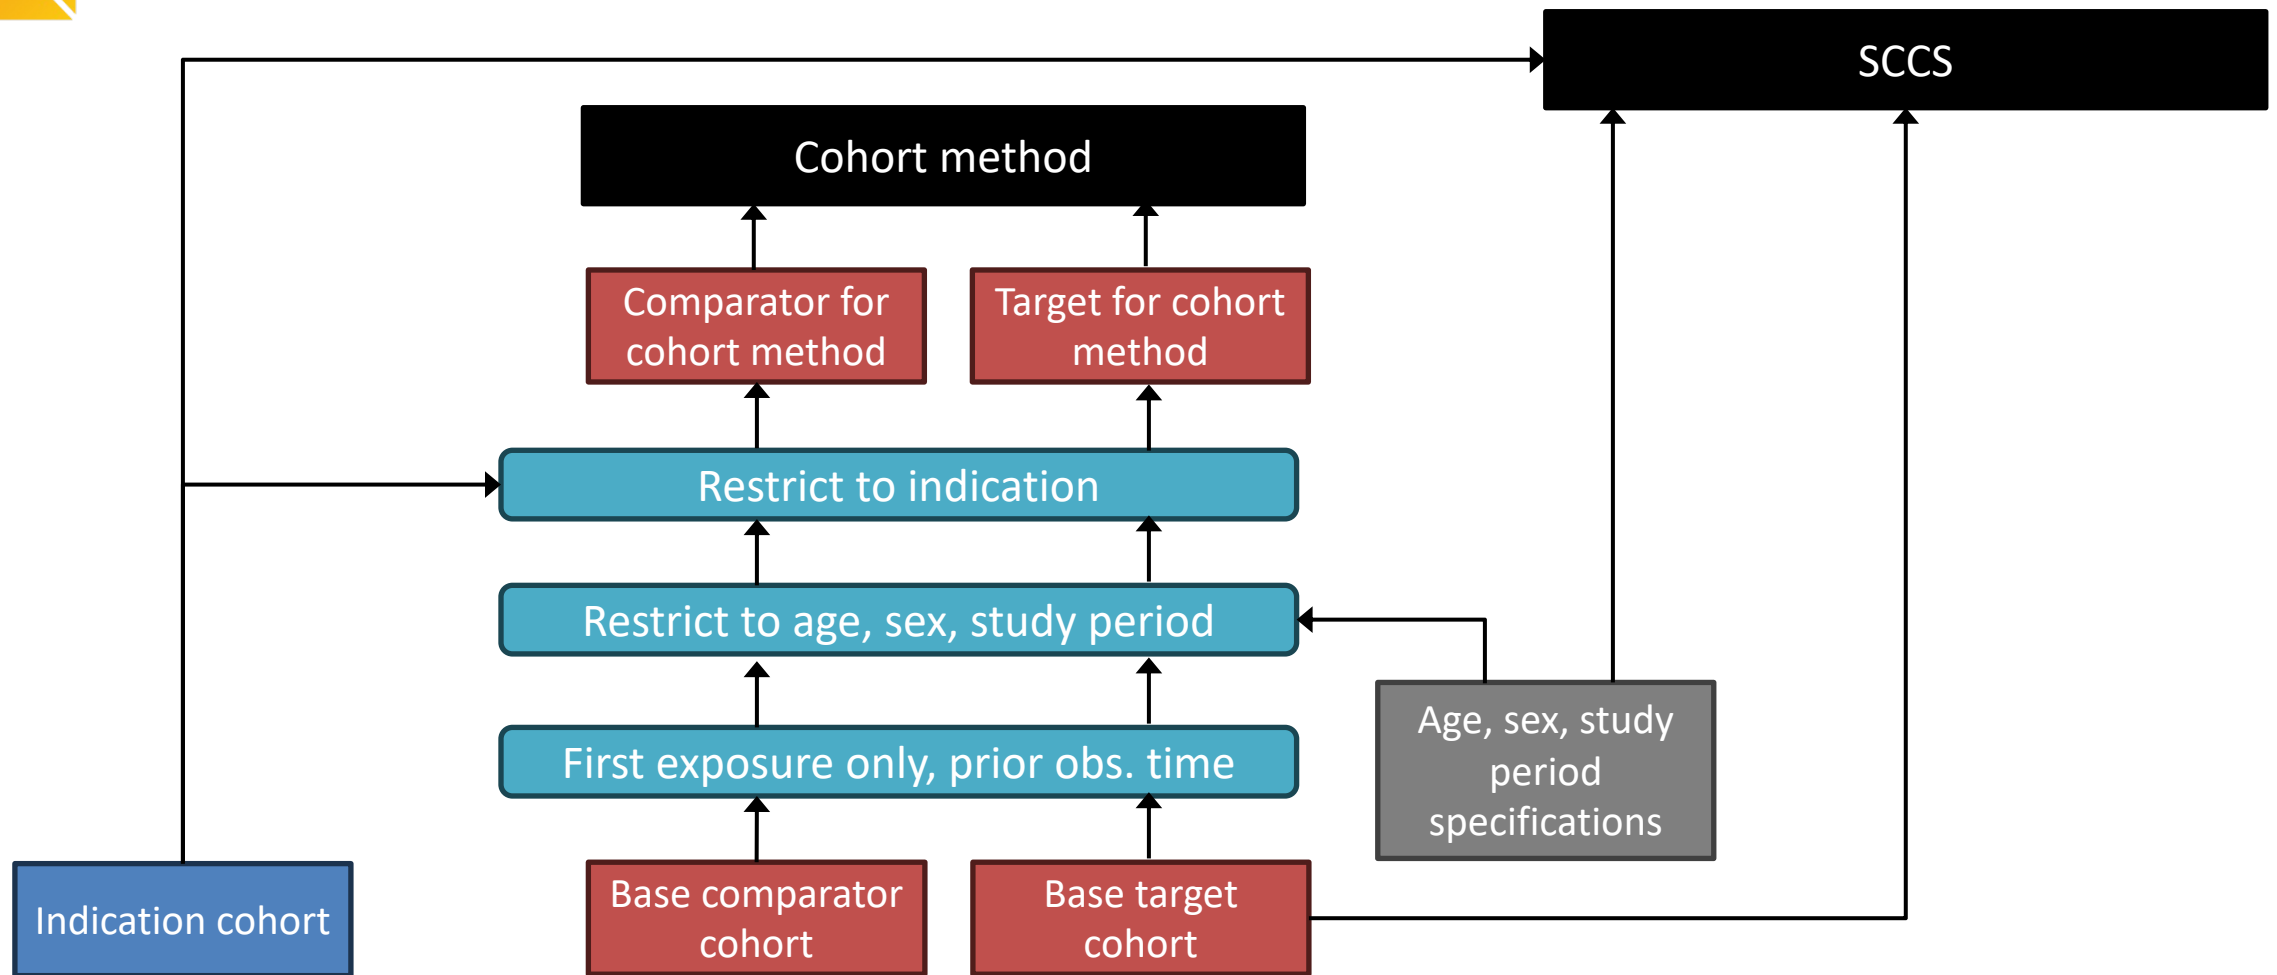 SCCS
Cohort method
Comparator for
cohort method
Target for cohort
method
Restrict to indication
Restrict to age, sex, study period
Age, sex, study
period
specifications
First exposure only, prior obs. time
Indication cohort
Base comparator
cohort
Base target
cohort